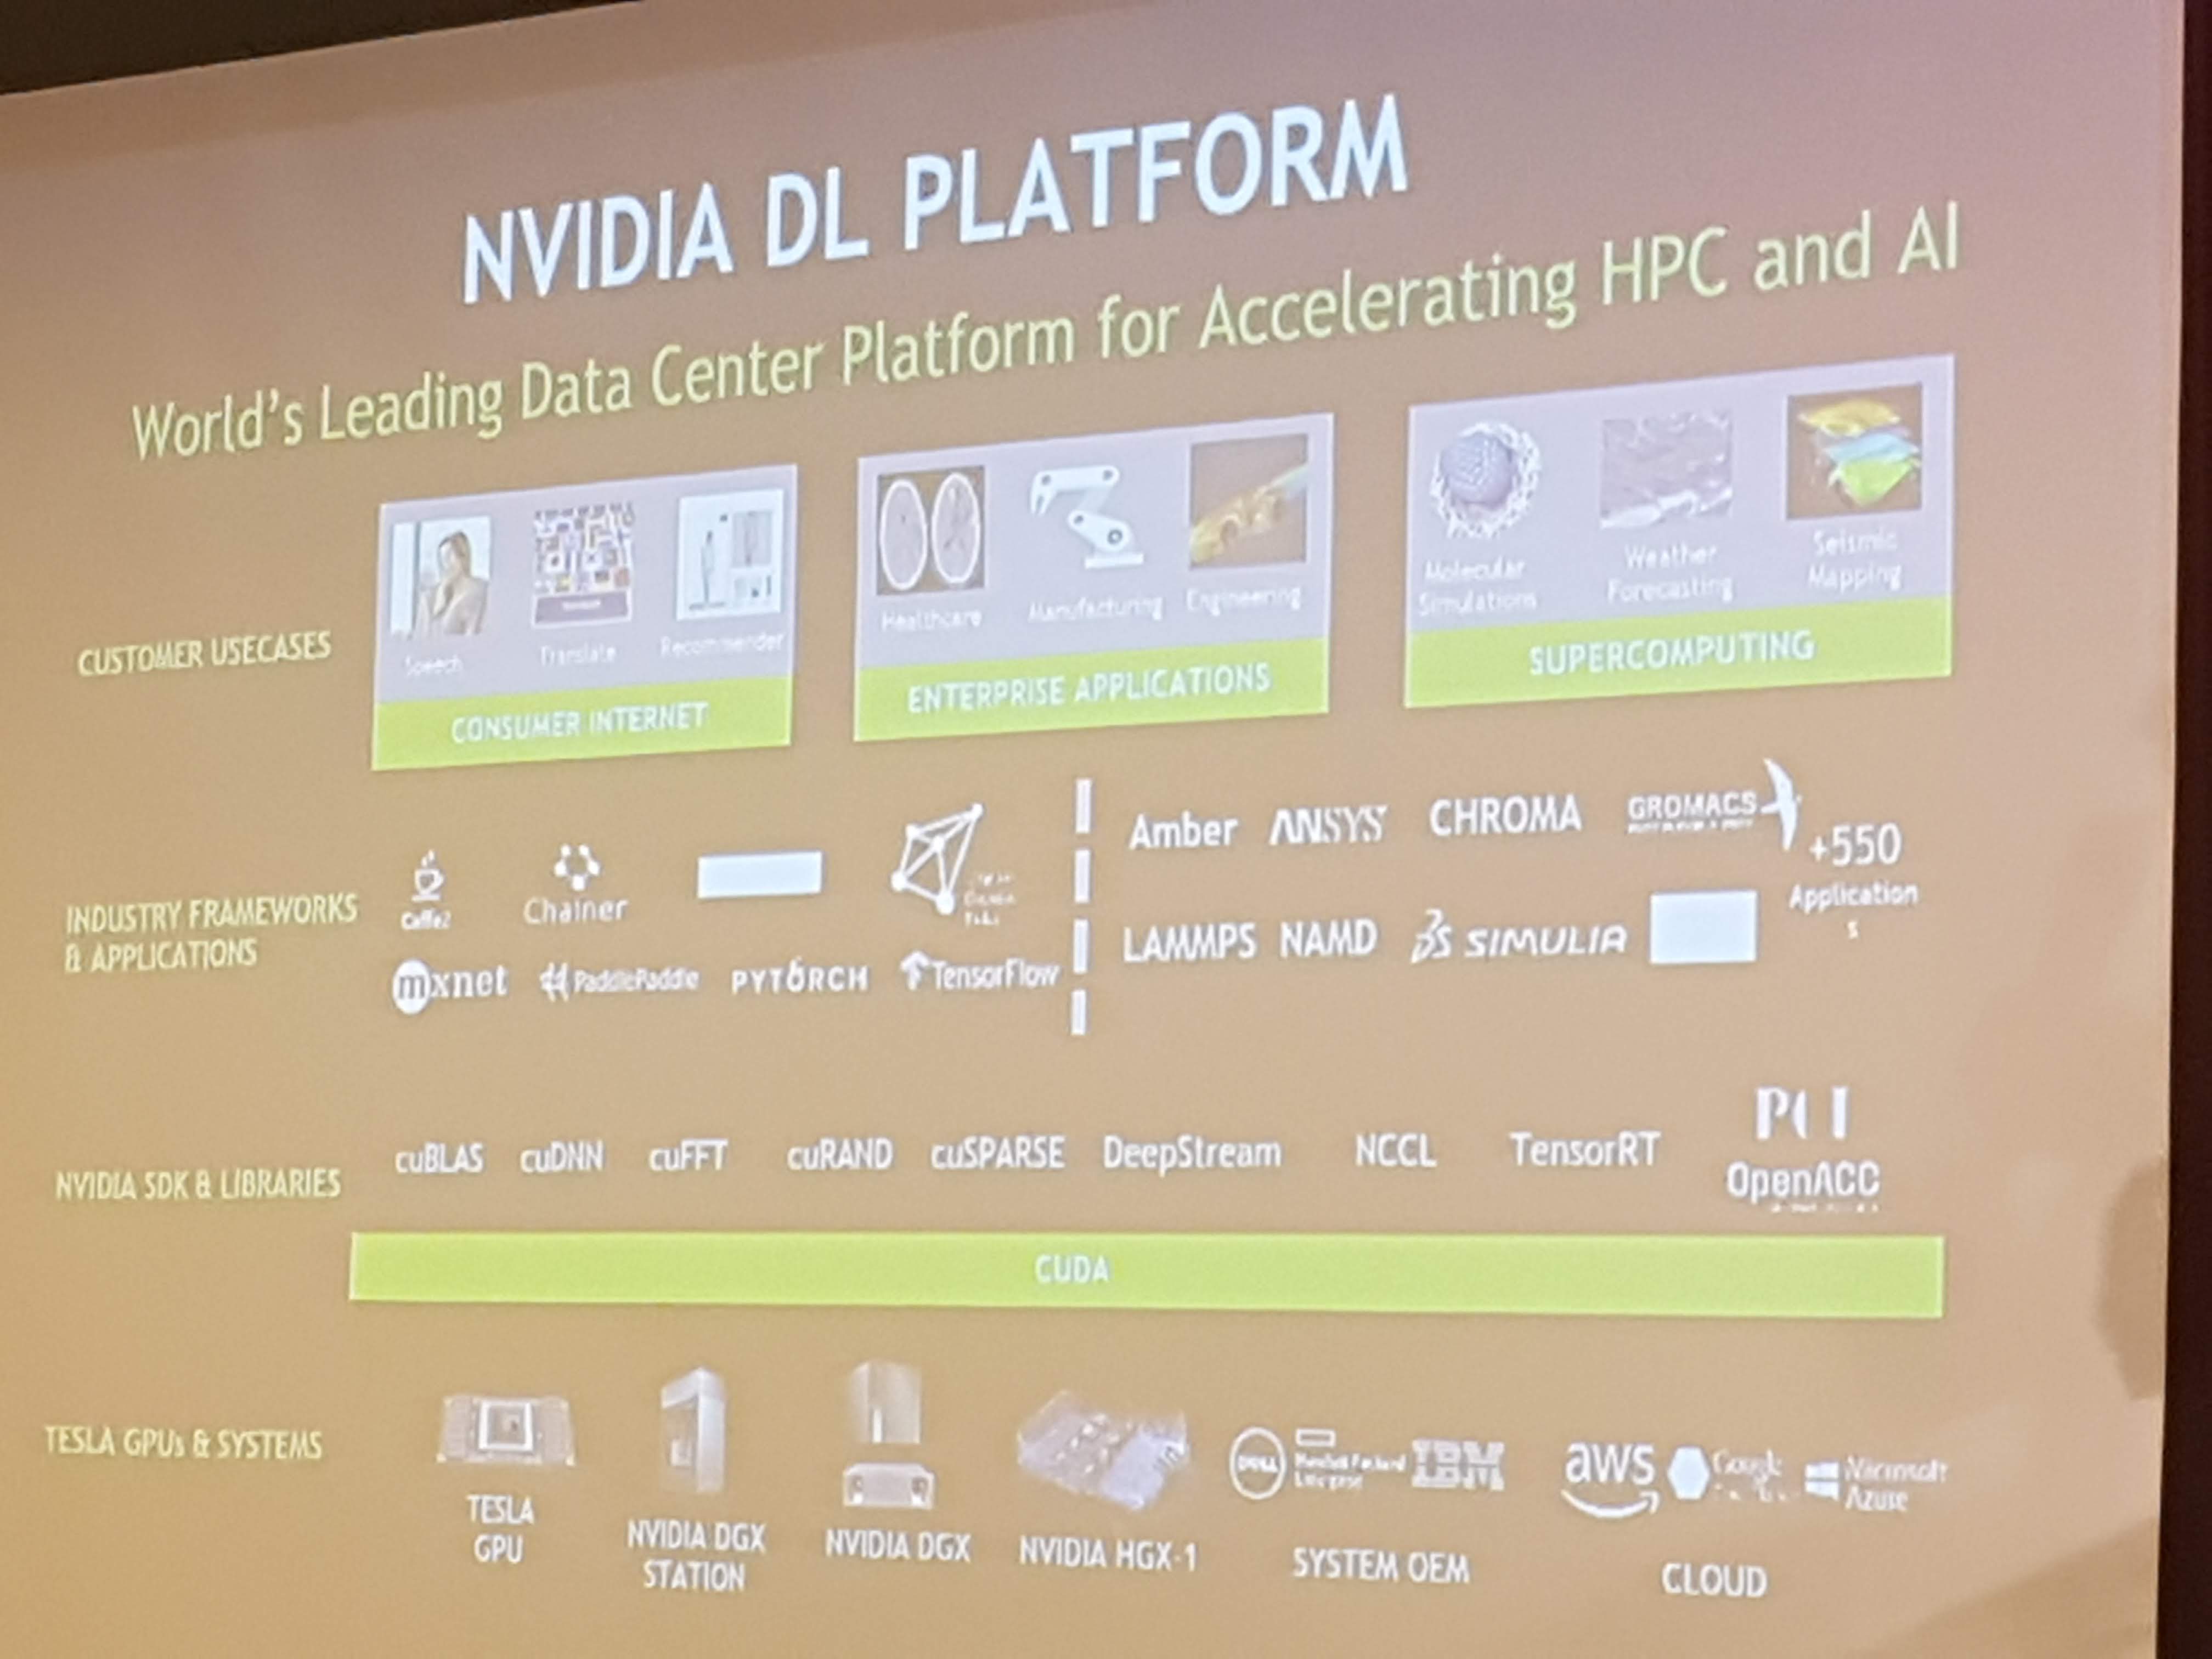 NVIDIA DL PLATFORM
World's Leading Data Center Platform for Accelerating HPC and AI
CUSTOMER USECASES
Speech
Translate
Recommender
CONSUMER INTERNET
Healthcare
Manufacturing
Engineering
ENTERPRISE APPLICATIONS
Molecular
Simulations
Weather
Forecasting
Seismic
Mapping
SUPERCOMPUTING
INDUSTRY FRAMEWORKS
& APPLICATIONS
Caffe2
Chainer
mxnet
PaddlePaddle
PYTORCH
TensorFlow
Amber
ANSYS
CHROMA
GROMACS
LAMMPS
NAMD
SIMULIA
+550
Application
s
NVIDIA SDK & LIBRARIES
cuBLAS
cuDNN
cuFFT
cuRAND
cuSPARSE
DeepStream
NCCL
TensorRT
OpenACC
CUDA
TESLA GPUs & SYSTEMS
TESLA
GPU
NVIDIA DGX
STATION
NVIDIA DGX
NVIDIA HGX-1
DELL
Hewlett Packard
Enterprise
IBM
SYSTEM OEM
aws
Google
Microsoft
Azure
CLOUD